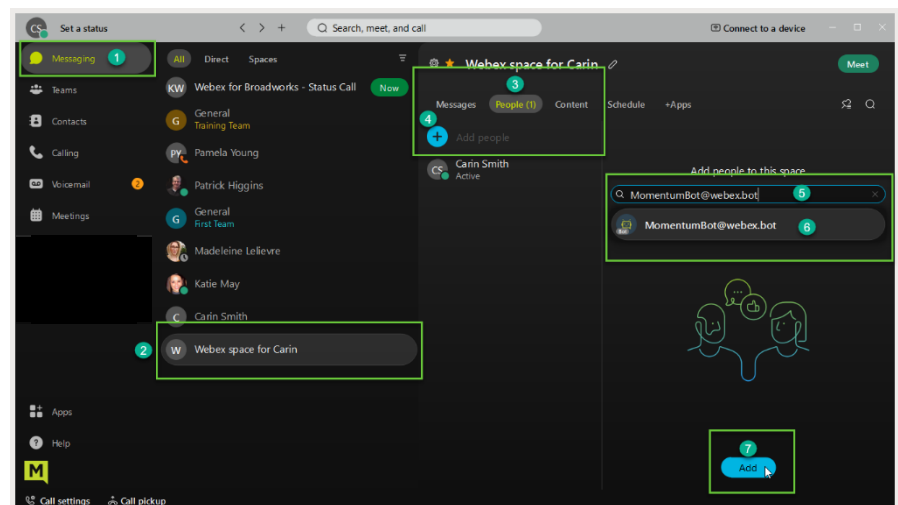 CS Set a status
Search, meet, and call
Connect to a device
Messaging 1
Teams
Contacts
Calling
Voicemail 2
Meetings
Apps
Help
M
Call settings Call pickup
All Direct Spaces
KW Webex for Broadworks - Status Call Now
G General
Training Team
PY Pamela Young
Patrick Higgins
G General
First Team
Madeleine Lelievre
Katie May
C Carin Smith
2 W Webex space for Carin
Webex space for Carin
Meet
3
Messages People (1) Content Schedule +Apps
4
+ Add people
CS Carin Smith
Active
Add people to this space
MomentumBot@webex.bot 5
MomentumBot@webex.bot 6
Bot
7
Add